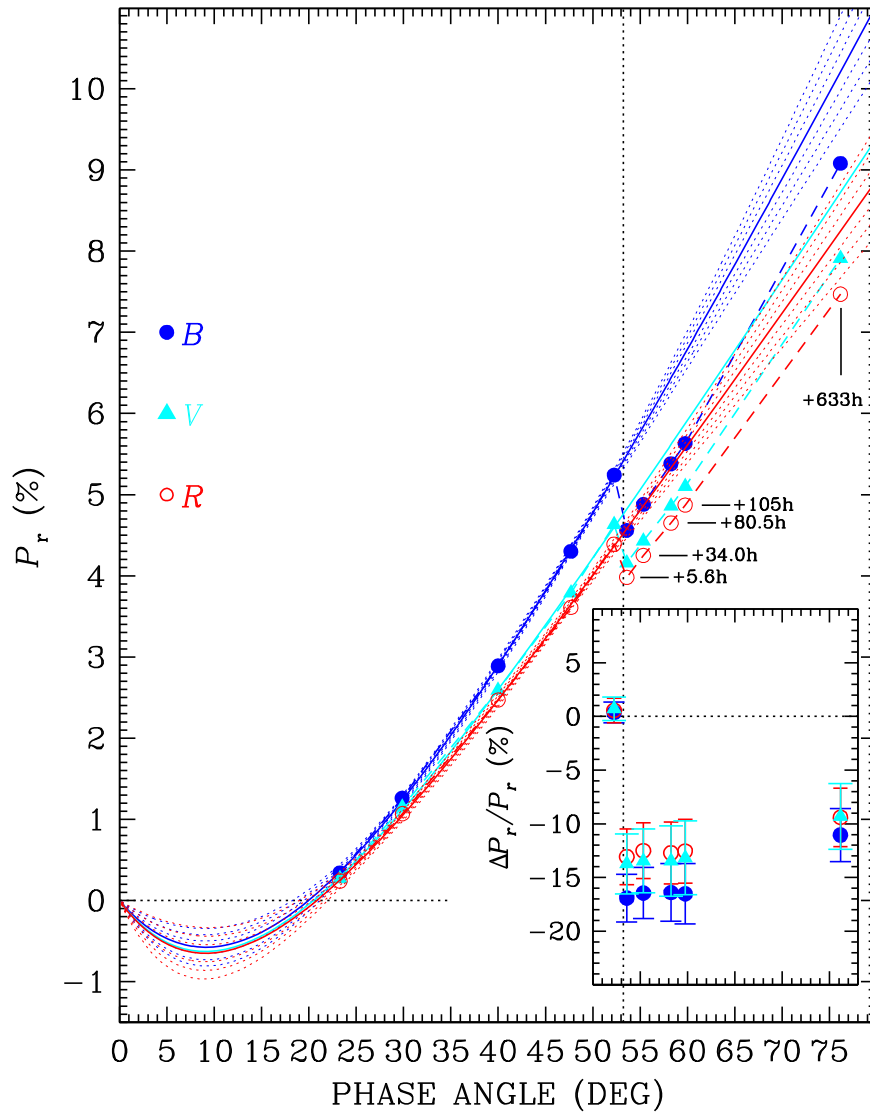 10
9
8
7
6
5
4
3
2
1
0
−1
P_r (%)
B
V
R
+633h
+105h
+80.5h
+34.0h
+5.6h
5
0
−5
−10
−15
−20
ΔP_r/P_r (%)
0 5 10 15 20 25 30 35 40 45 50 55 60 65 70 75
PHASE ANGLE (DEG)